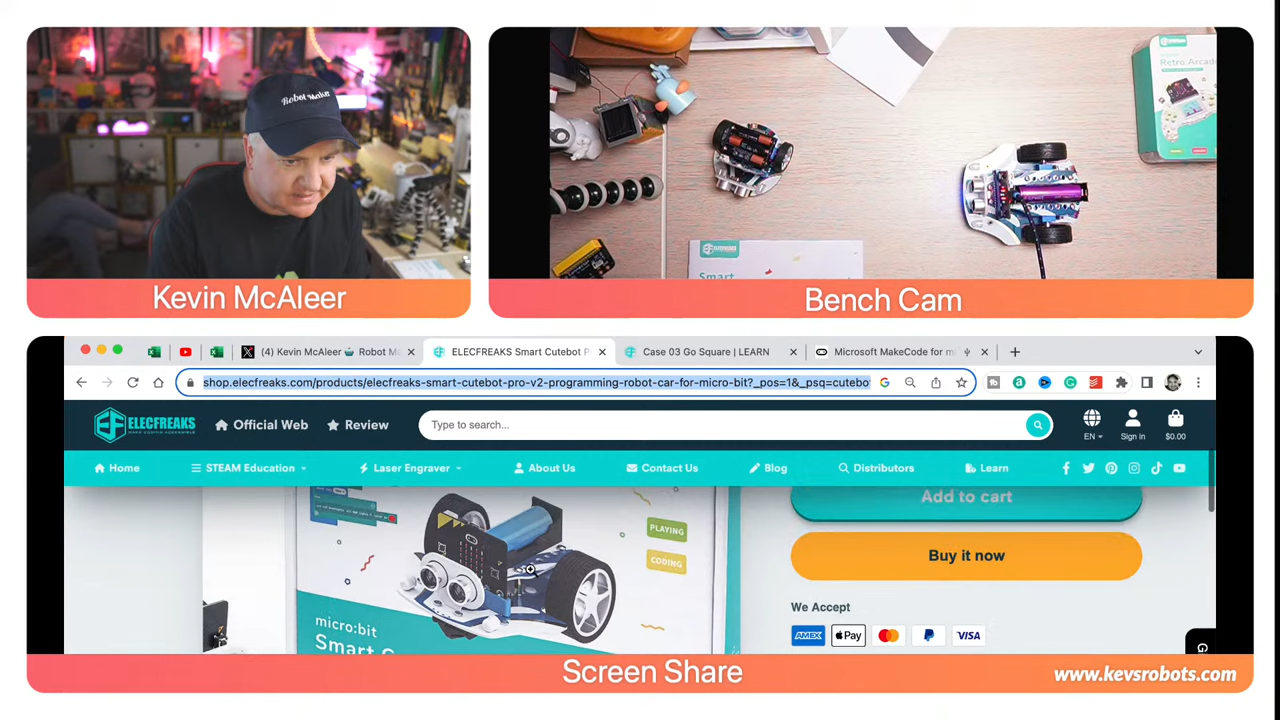 Robot Maker
Kevin McAleer
ELECFREAKS
Retro Arcade
ELECFREAKS
Smart
Bench Cam
(4) Kevin McAleer 🤖 Robot M
ELECFREAKS Smart Cutebot P
Case 03 Go Square | LEARN
Microsoft MakeCode for m
shop.elecfreaks.com/products/elecfreaks-smart-cutebot-pro-v2-programming-robot-car-for-micro-bit?_pos=1&_psq=cutebo
ELECFREAKS
Official Web
Review
Type to search...
EN
Sign in
$0.00
Home
STEAM Education
Laser Engraver
About Us
Contact Us
Blog
Distributors
Learn
PLAYING
CODING
micro:bit
Smart C
Add to cart
Buy it now
We Accept
AMEX
Pay
VISA
Screen Share
www.kevsrobots.com